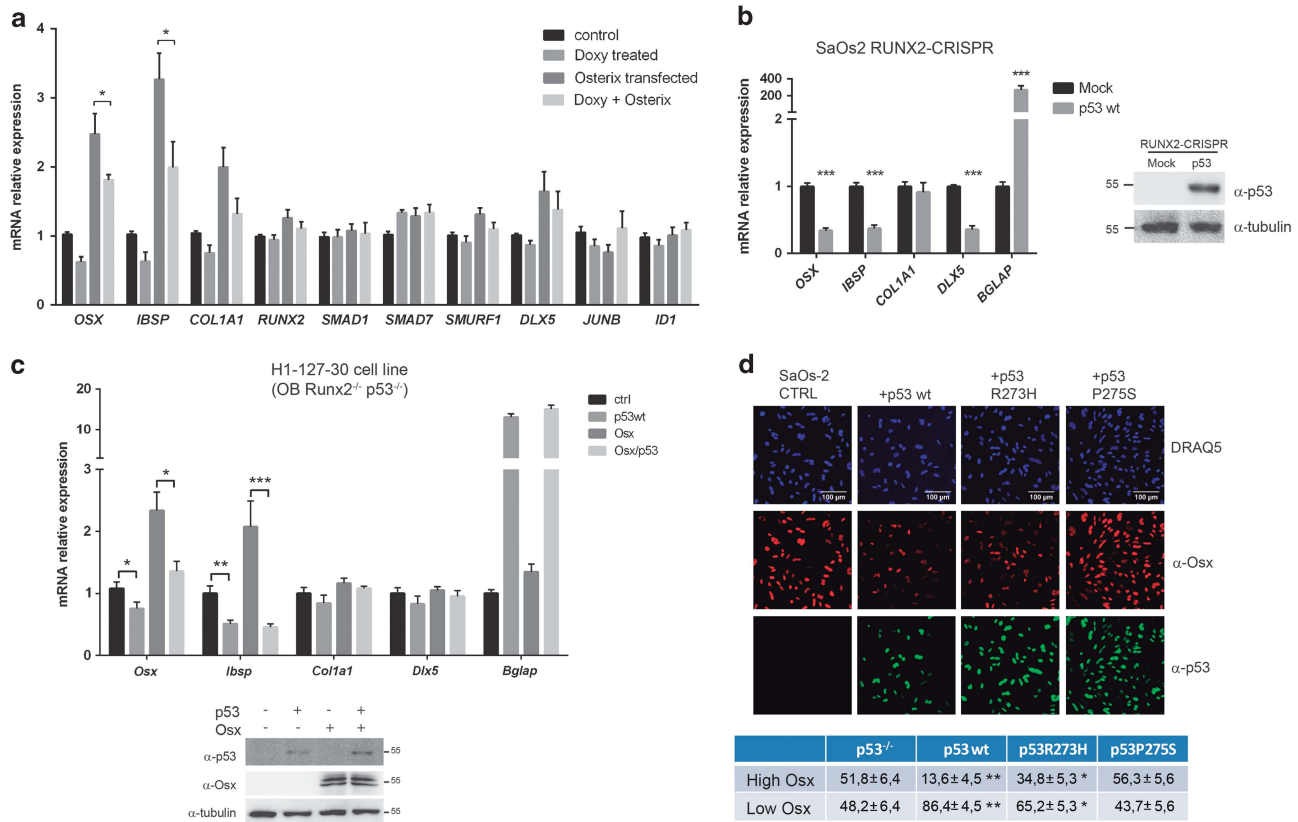 a
mRNA relative expression
4
3
2
1
0
*
*
control
Doxy treated
Osterix transfected
Doxy + Osterix
OSX IBSP COL1A1 RUNX2 SMAD1 SMAD7 SMURF1 DLX5 JUNB ID1
b
SaOs2 RUNX2-CRISPR
mRNA relative expression
400
200
2
1
0
*** *** *** ***
Mock
p53 wt
OSX IBSP COL1A1 DLX5 BGLAP
RUNX2-CRISPR
Mock p53
55 α-p53
55 α-tubulin
c
H1-127-30 cell line
(OB Runx2-/- p53-/-)
mRNA relative expression
20
10
3
2
1
0
* * ** ***
ctrl
p53wt
Osx
Osx/p53
Osx Ibsp Col1a1 Dlx5 Bglap
p53 - + - +
Osx - - + +
α-p53 55
α-Osx 55
α-tubulin 55
d
SaOs-2 CTRL
+p53 wt
+p53 R273H
+p53 P275S
100 µm 100 µm 100 µm 100 µm
DRAQ5
α-Osx
α-p53
p53-/- p53 wt p53R273H p53P275S
High Osx 51,8±6,4 13,6±4,5 ** 34,8±5,3 * 56,3±5,6
Low Osx 48,2±6,4 86,4±4,5 ** 65,2±5,3 * 43,7±5,6